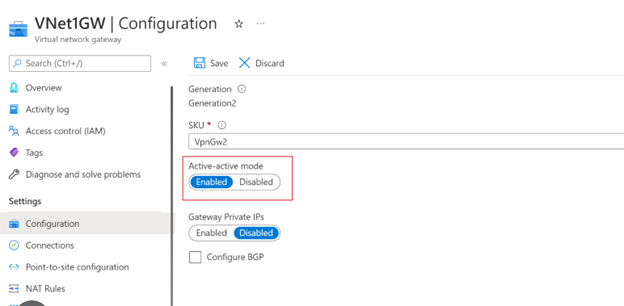 VNet1GW | Configuration ☆ ...
Virtual network gateway
Search (Ctrl+/) «
Overview
Activity log
Access control (IAM)
Tags
Diagnose and solve problems
Settings
Configuration
Connections
Point-to-site configuration
NAT Rules
Save Discard
Generation
Generation2
SKU *
VpnGw2
Active-active mode
Enabled Disabled
Gateway Private IPs
Enabled Disabled
Configure BGP